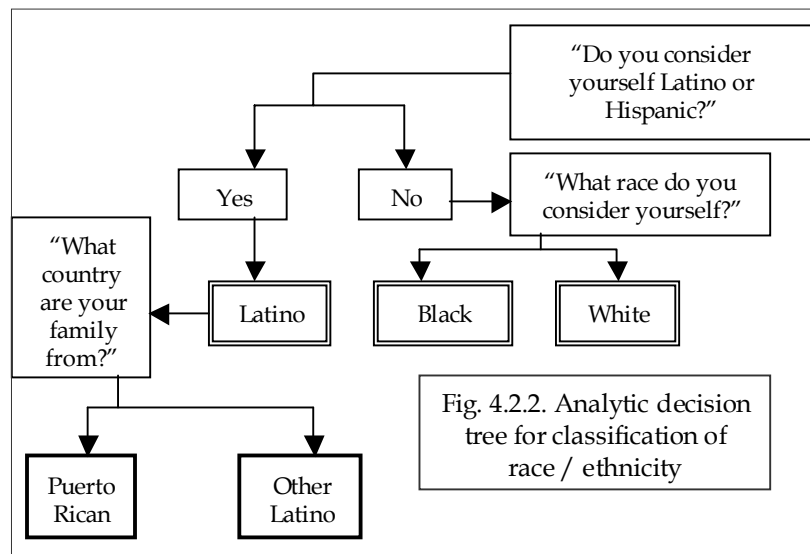 “Do you consider
yourself Latino or
Hispanic?”
Yes
No
“What race do you
consider yourself?”
“What
country
are your
family
from?”
Latino
Black
White
Fig. 4.2.2. Analytic decision
tree for classification of
race / ethnicity
Puerto
Rican
Other
Latino